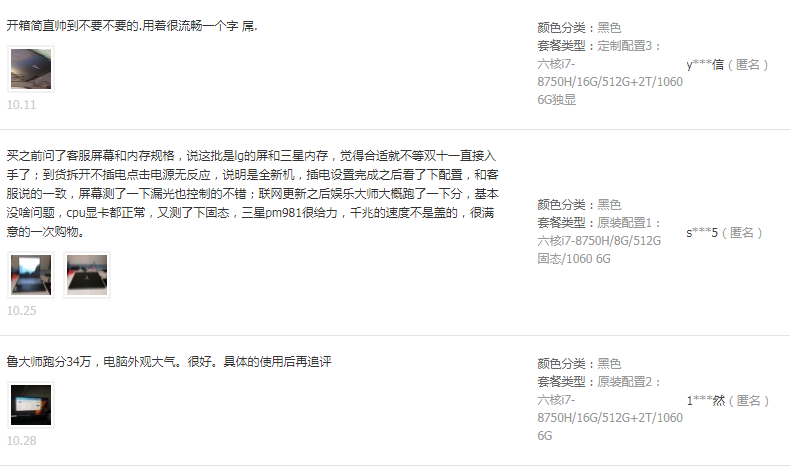 开箱简直帅到不要不要的.用着很流畅一个字 屌.
10.11
颜色分类：黑色
套餐类型：定制配置3：
六核i7-
8750H/16G/512G+2T/1060
6G独显
y***信（匿名）
买之前问了客服屏幕和内存规格，说这批是lg的屏和三星内存，觉得合适就不等双十一直接入
手了；到货拆开不插电点击电源无反应，说明是全新机，插电设置完成之后看了下配置，和客
服说的一致，屏幕测了一下漏光也控制的不错；联网更新之后娱乐大师大概跑了一下分，基本
没啥问题，cpu显卡都正常，又测了下固态，三星pm981很给力，千兆的速度不是盖的，很满
意的一次购物。
10.25
颜色分类：黑色
套餐类型：原装配置1：
六核i7-8750H/8G/512G
固态/1060 6G
s***5（匿名）
鲁大师跑分34万，电脑外观大气。很好。具体的使用后再追评
10.28
颜色分类：黑色
套餐类型：原装配置2：
六核i7-
8750H/16G/512G+2T/1060
6G
1***然（匿名）